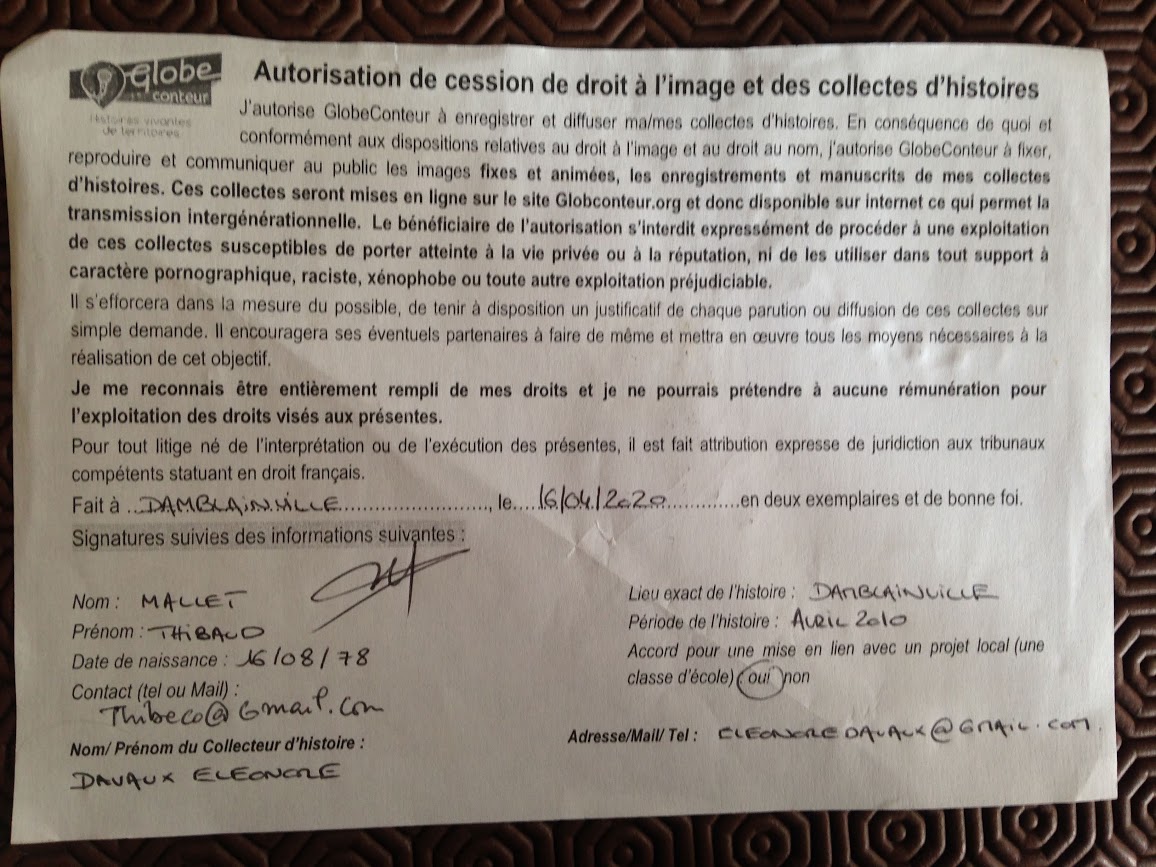 Globe
conteur
Histoires vivantes
de territoires
Autorisation de cession de droit à l'image et des collectes d'histoires
J'autorise GlobeConteur à enregistrer et diffuser ma/mes collectes d'histoires. En conséquence de quoi et
conformément aux dispositions relatives au droit à l'image et au droit au nom, j'autorise GlobeConteur à fixer,
reproduire et communiquer au public les images fixes et animées, les enregistrements et manuscrits de mes collectes
d'histoires. Ces collectes seront mises en ligne sur le site Globconteur.org et donc disponible sur internet ce qui permet la
transmission intergénérationnelle. Le bénéficiaire de l'autorisation s'interdit expressément de procéder à une exploitation
de ces collectes susceptibles de porter atteinte à la vie privée ou à la réputation, ni de les utiliser dans tout support à
caractère pornographique, raciste, xénophobe ou toute autre exploitation préjudiciable.
Il s'efforcera dans la mesure du possible, de tenir à disposition un justificatif de chaque parution ou diffusion de ces collectes sur
simple demande. Il encouragera ses éventuels partenaires à faire de même et mettra en œuvre tous les moyens nécessaires à la
réalisation de cet objectif.
Je me reconnais être entièrement rempli de mes droits et je ne pourrais prétendre à aucune rémunération pour
l'exploitation des droits visés aux présentes.
Pour tout litige né de l'interprétation ou de l'exécution des présentes, il est fait attribution expresse de juridiction aux tribunaux
compétents statuant en droit français.
Fait à ..DAMBLAINVILLE........................, le....16/04/2020.............en deux exemplaires et de bonne foi.
Signatures suivies des informations suivantes :
Nom : MALLET
Prénom : THIBAUD
Date de naissance : 16/08/78
Contact (tel ou Mail) :
Thibeco@Gmail.Com
Nom/ Prénom du Collecteur d'histoire :
DAVAUX ELEONORE
Lieu exact de l'histoire : DAMBLAINVILLE
Période de l'histoire : AVRIL 2010
Accord pour une mise en lien avec un projet local (une
classe d'école) oui non
Adresse/Mail/ Tel : ELEONOREDAVAUX@GMAIL.COM.